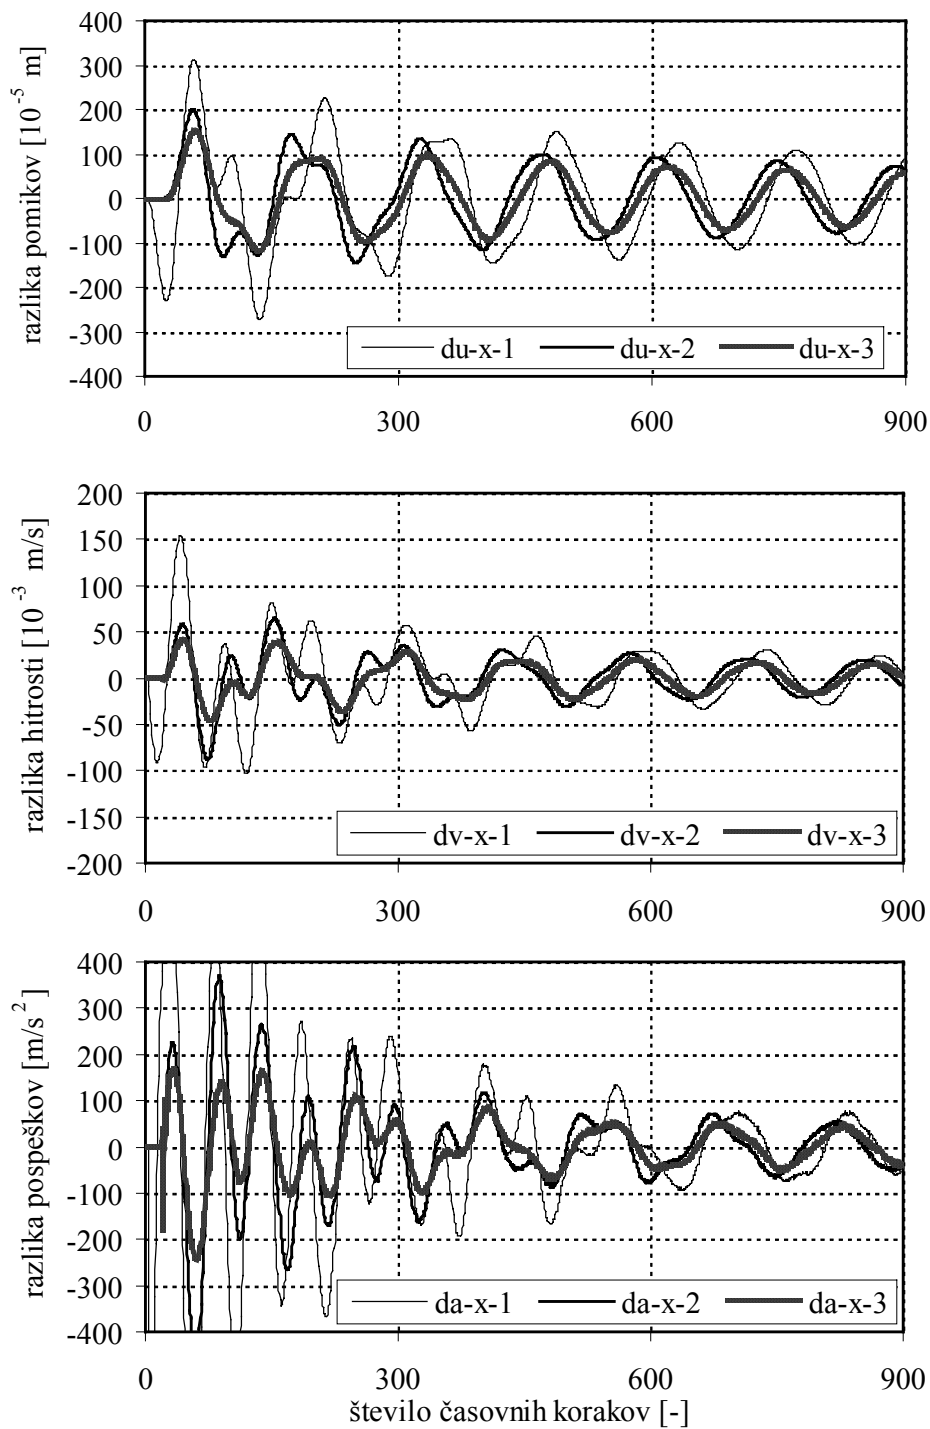 400
300
200
100
0
-100
-200
-300
-400
razlika pomikov [10⁻⁵ m]
du-x-1 du-x-2 du-x-3
0 300 600 900
200
150
100
50
0
-50
-100
-150
-200
razlika hitrosti [10⁻³ m/s]
dv-x-1 dv-x-2 dv-x-3
0 300 600 900
400
300
200
100
0
-100
-200
-300
-400
razlika pospeškov [m/s²]
da-x-1 da-x-2 da-x-3
0 300 600 900
število časovnih korakov [-]